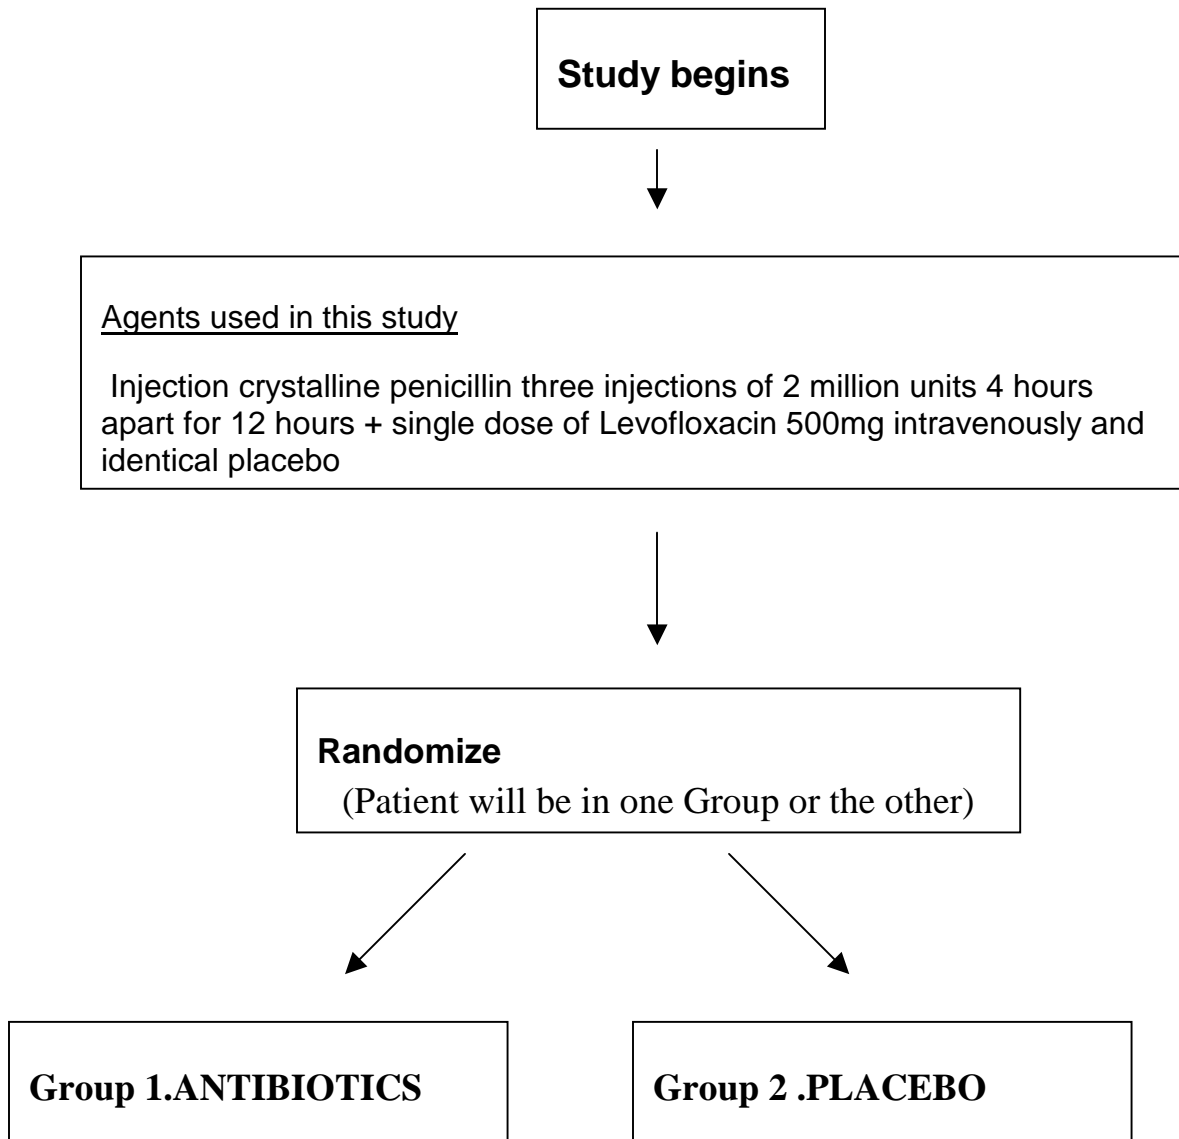 Study begins
Agents used in this study
Injection crystalline penicillin three injections of 2 million units 4 hours
apart for 12 hours + single dose of Levofloxacin 500mg intravenously and
identical placebo
Randomize
(Patient will be in one Group or the other)
Group 1.ANTIBIOTICS
Group 2 .PLACEBO